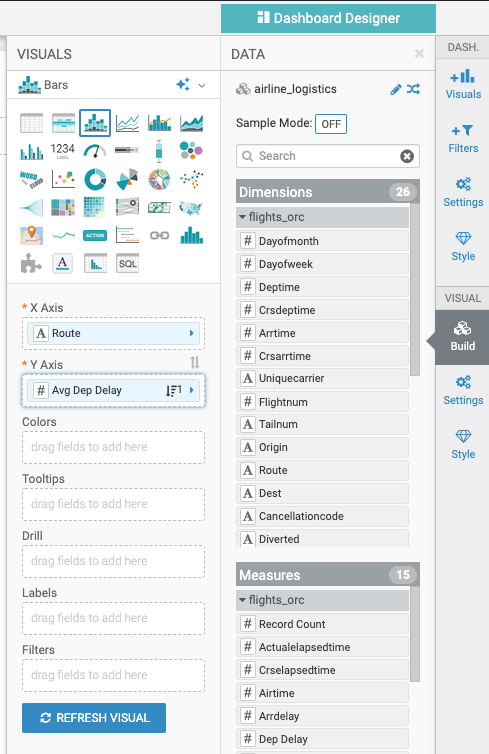 Dashboard Designer
VISUALS
Bars
1234
LABEL
WORD
CLOUD
ACTION
A
SQL
* X Axis
A Route
* Y Axis
# Avg Dep Delay 1
Colors
drag fields to add here
Tooltips
drag fields to add here
Drill
drag fields to add here
Labels
drag fields to add here
Filters
drag fields to add here
REFRESH VISUAL
DATA
×
airline_logistics
Sample Mode: OFF
Search
Dimensions 26
flights_orc
# Dayofmonth
# Dayofweek
# Deptime
# Crsdeptime
# Arrtime
# Crsarrtime
A Uniquecarrier
# Flightnum
A Tailnum
A Origin
A Route
A Dest
A Cancellationcode
A Diverted
Measures 15
flights_orc
# Record Count
# Actualelapsedtime
# Crselapsedtime
# Airtime
# Arrdelay
# Dep Delay
DASH.
Visuals
Filters
Settings
Style
VISUAL
Build
Settings
Style